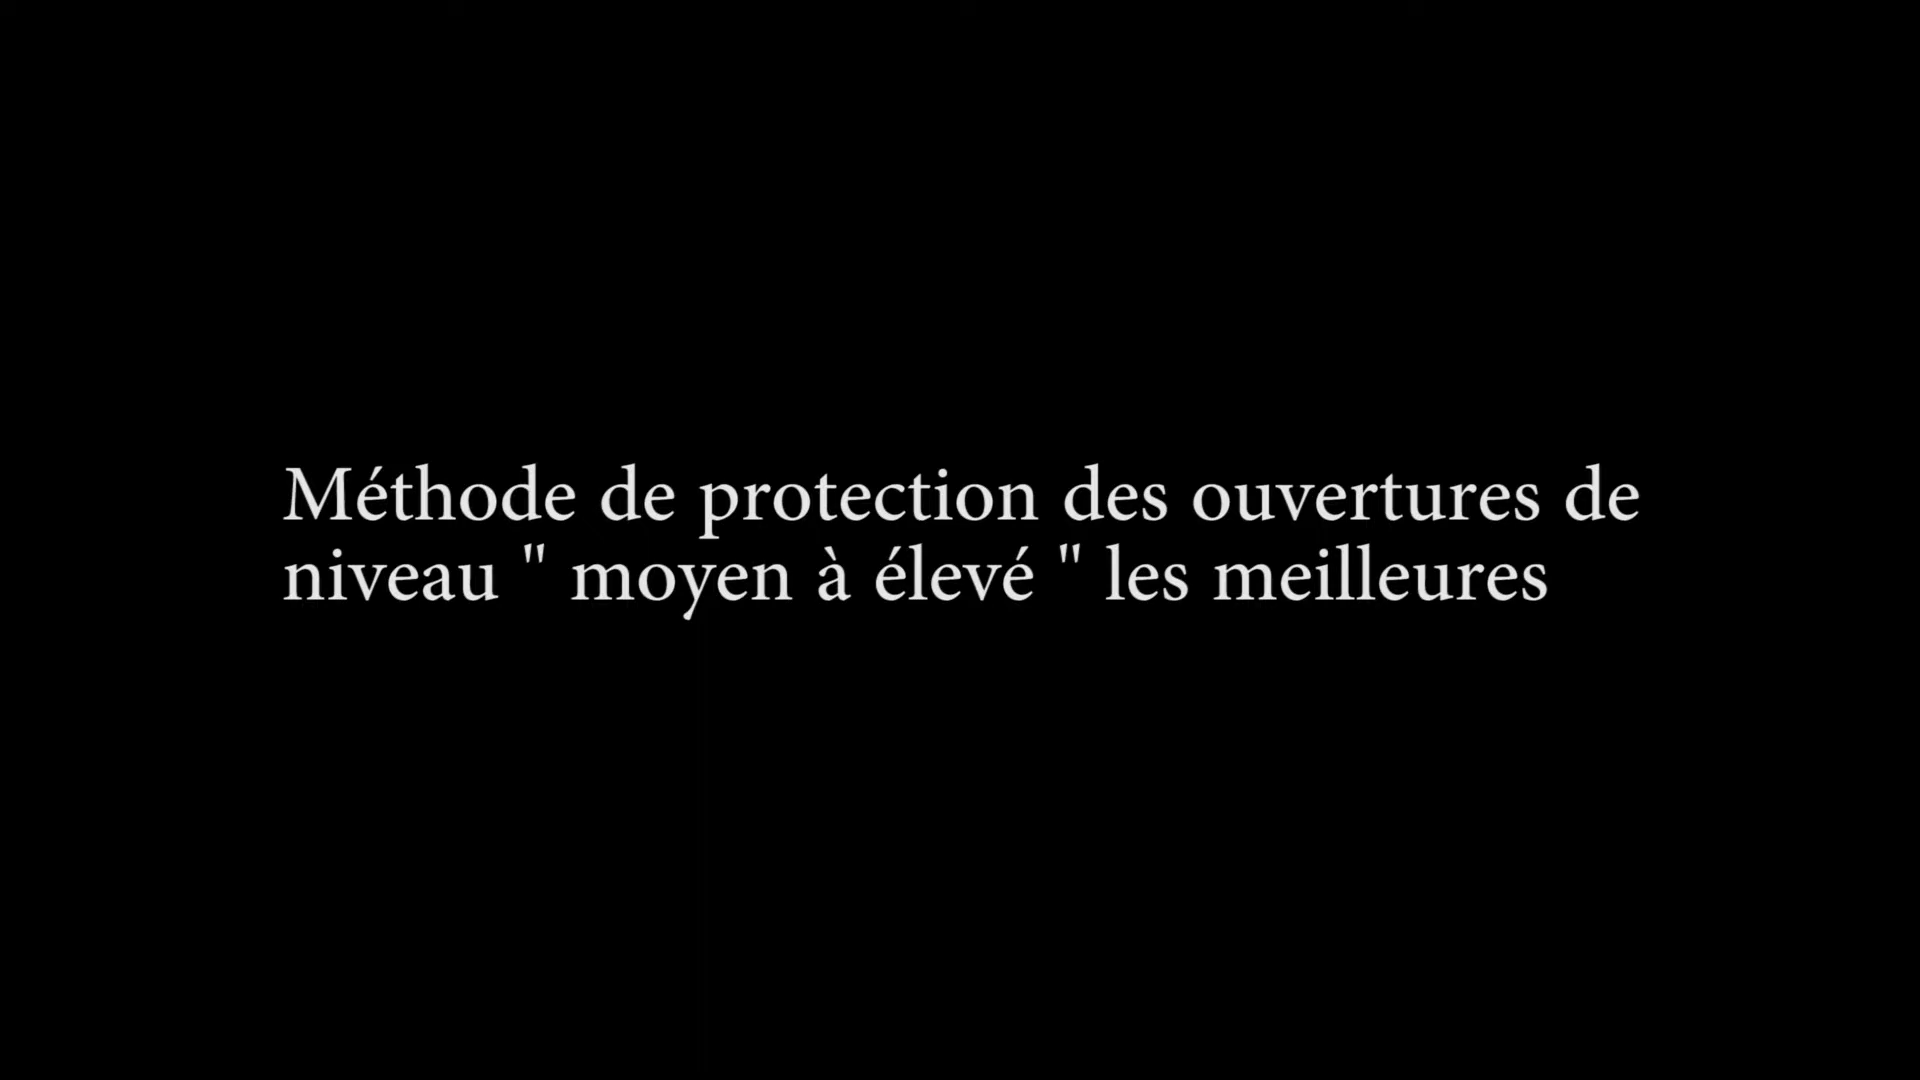 Méthode de protection des ouvertures de
niveau " moyen à élevé " les meilleures